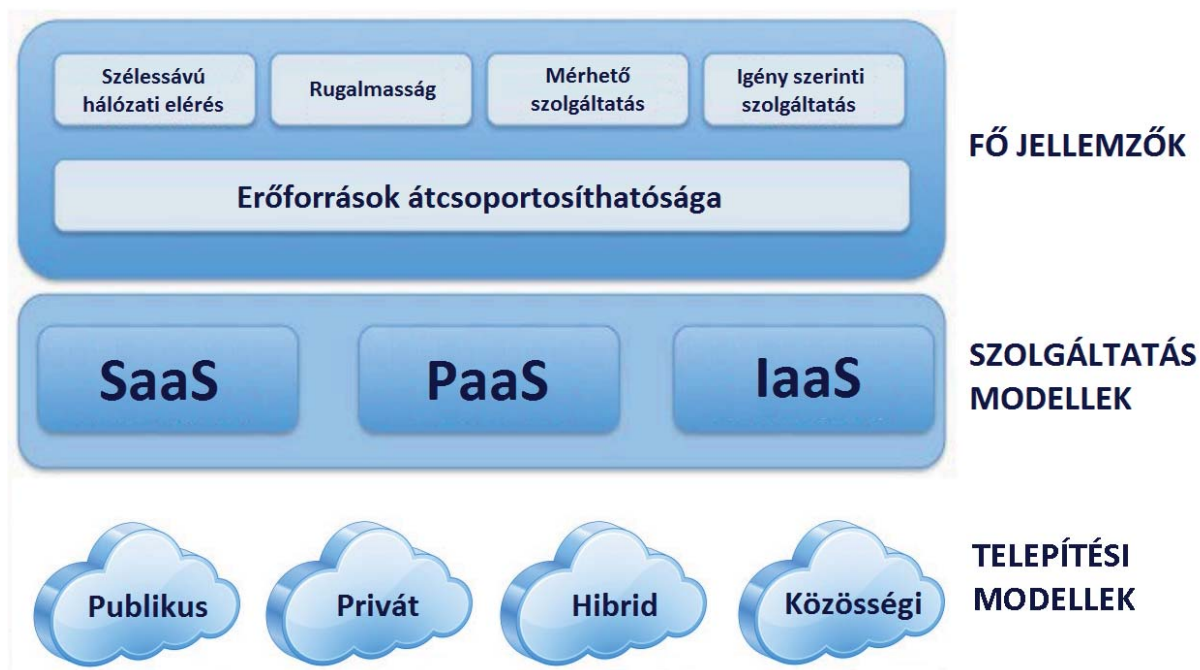 Szélessávú
hálózati elérés
Rugalmasság
Mérhető
szolgáltatás
Igény szerinti
szolgáltatás
Erőforrások átcsoportosíthatósága
FŐ JELLEMZŐK
SaaS
PaaS
IaaS
SZOLGÁLTATÁS
MODELLEK
Publikus
Privát
Hibrid
Közösségi
TELEPÍTÉSI
MODELLEK